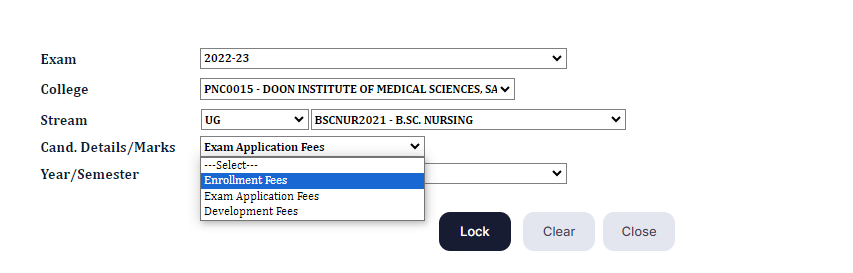 Exam 2022-23
College PNC0015 - DOON INSTITUTE OF MEDICAL SCIENCES, SA
Stream UG BSCNUR2021 - B.SC. NURSING
Cand. Details/Marks Exam Application Fees
---Select---
Enrollment Fees
Year/Semester
Exam Application Fees
Development Fees
Lock Clear Close